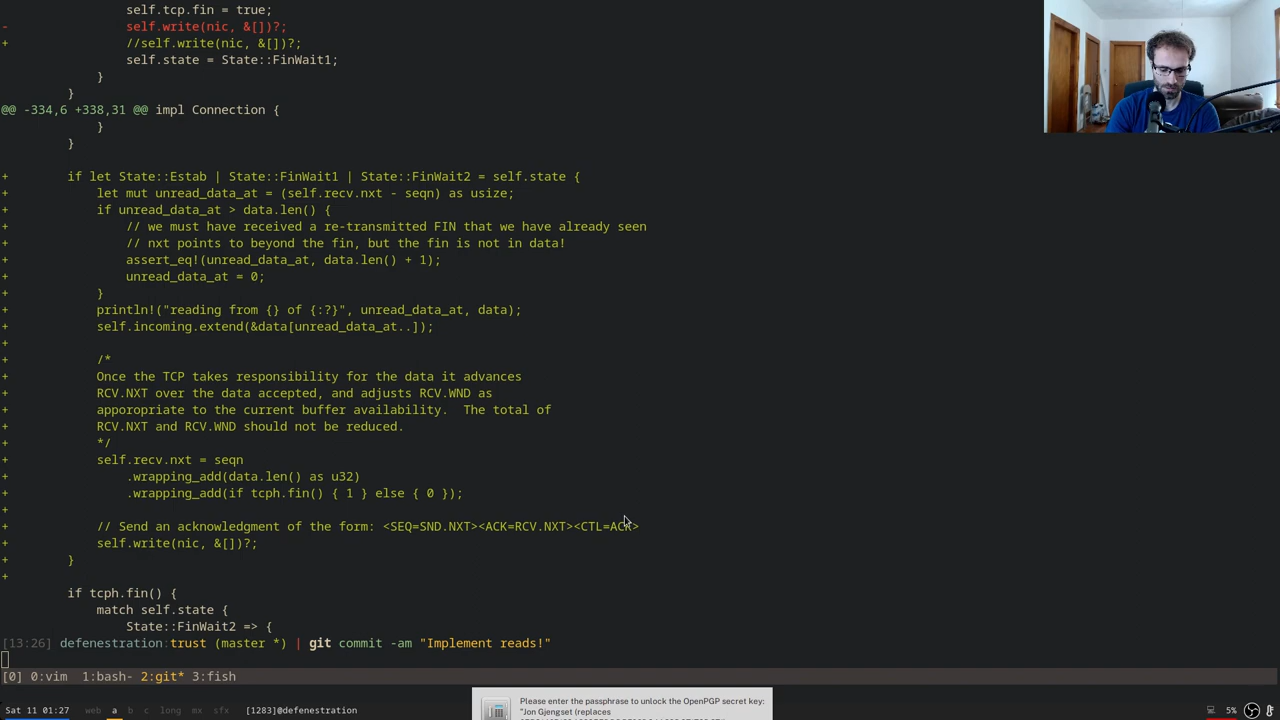 self.tcp.fin = true;
-                self.write(nic, &[])?;
+                //self.write(nic, &[])?;
                self.state = State::FinWait1;
            }
        }
@@ -334,6 +338,31 @@ impl Connection {
            }
        }

+        if let State::Estab | State::FinWait1 | State::FinWait2 = self.state {
+            let mut unread_data_at = (self.recv.nxt - seqn) as usize;
+            if unread_data_at > data.len() {
+                // we must have received a re-transmitted FIN that we have already seen
+                // nxt points to beyond the fin, but the fin is not in data!
+                assert_eq!(unread_data_at, data.len() + 1);
+                unread_data_at = 0;
+            }
+            println!("reading from {} of {:?}", unread_data_at, data);
+            self.incoming.extend(&data[unread_data_at..]);
+
+            /*
+            Once the TCP takes responsibility for the data it advances
+            RCV.NXT over the data accepted, and adjusts RCV.WND as
+            apporopriate to the current buffer availability.  The total of
+            RCV.NXT and RCV.WND should not be reduced.
+            */
+            self.recv.nxt = seqn
+                .wrapping_add(data.len() as u32)
+                .wrapping_add(if tcph.fin() { 1 } else { 0 });
+
+            // Send an acknowledgment of the form: <SEQ=SND.NXT><ACK=RCV.NXT><CTL=ACK>
+            self.write(nic, &[])?;
+        }
+
        if tcph.fin() {
            match self.state {
                State::FinWait2 => {
[13:26] defenestration:trust (master *) | git commit -am "Implement reads!"
[0] 0:vim  1:bash- 2:git* 3:fish
Please enter the passphrase to unlock the OpenPGP secret key:
"Jon Gjengset (replaces
Sat 11 01:27 web a b c long mx sfx [1283]@defenestration 5%